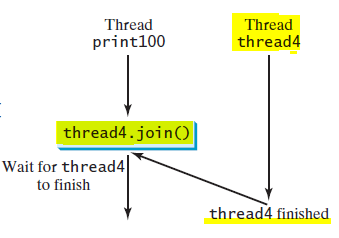 Thread
print100
Thread
thread4
thread4.join()
Wait for thread4
to finish
thread4 finished